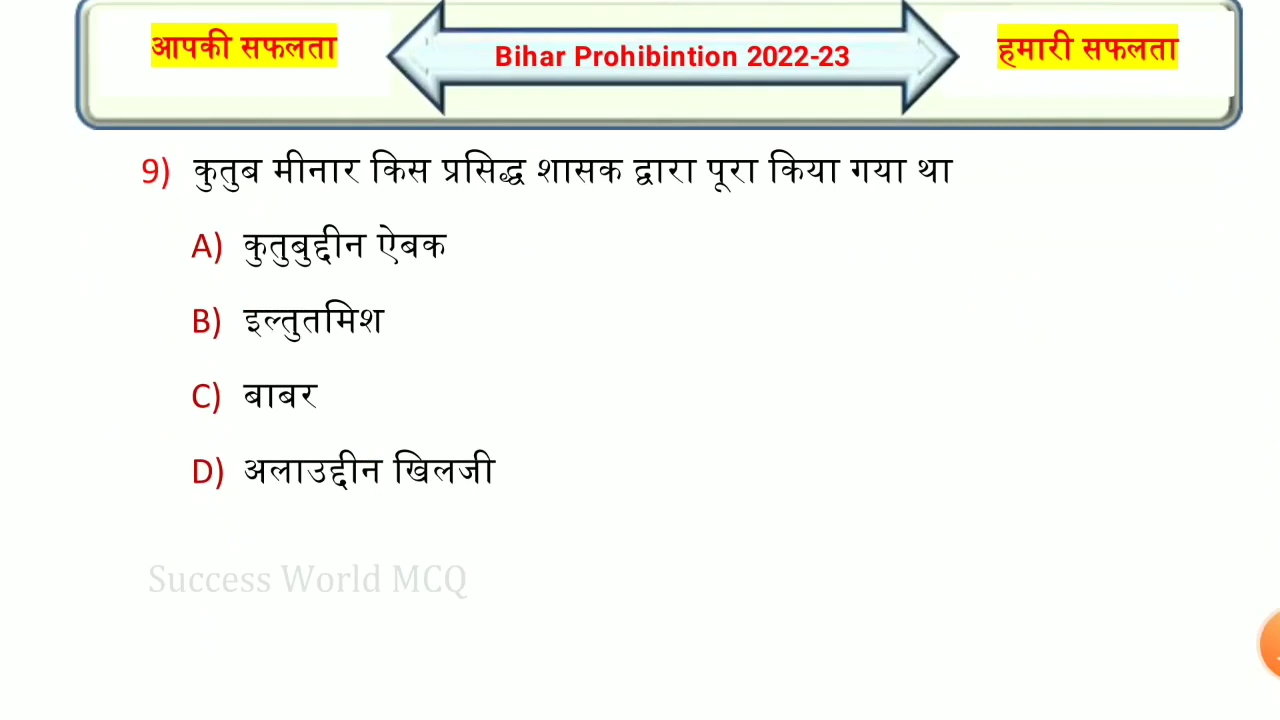 आपकी सफलता
Bihar Prohibintion 2022-23
हमारी सफलता
9) कुतुब मीनार किस प्रसिद्ध शासक द्वारा पूरा किया गया था
A) कुतुबुद्दीन ऐबक
B) इल्तुतमिश
C) बाबर
D) अलाउद्दीन खिलजी
Success World MCQ